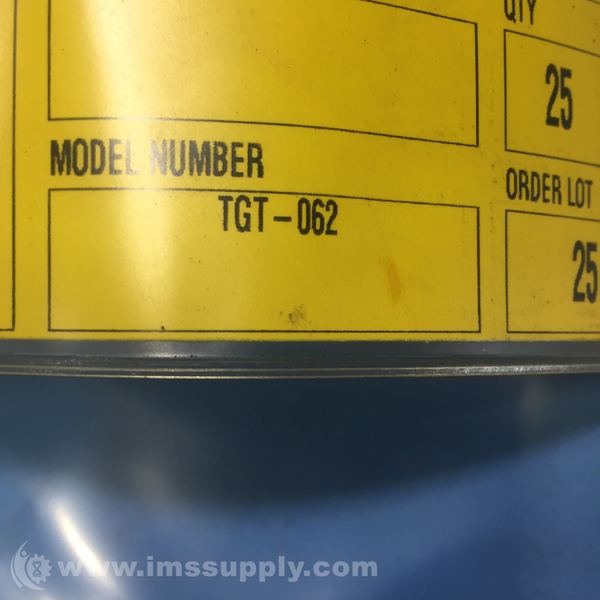 QTY
25
MODEL NUMBER
TGT-062
ORDER LOT
25
www.imssupply.com